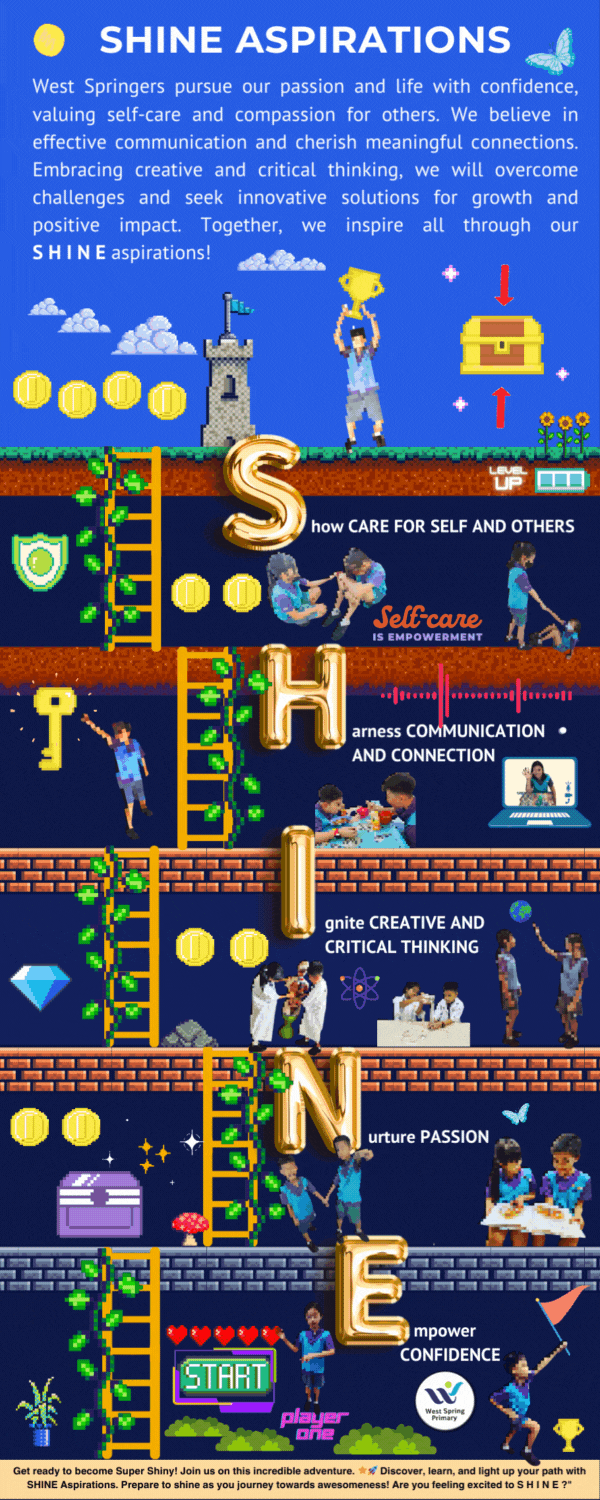 SHINE ASPIRATIONS
West Springers pursue our passion and life with confidence,
valuing self-care and compassion for others. We believe in
effective communication and cherish meaningful connections.
Embracing creative and critical thinking, we will overcome
challenges and seek innovative solutions for growth and
positive impact. Together, we inspire all through our
SHINE aspirations!
LEVEL
UP
Show CARE FOR SELF AND OTHERS
Self-care
IS EMPOWERMENT
Harness COMMUNICATION
AND CONNECTION
Ignite CREATIVE AND
CRITICAL THINKING
Nurture PASSION
Empower
CONFIDENCE
START
player
one
West Spring
Primary
Get ready to become Super Shiny! Join us on this incredible adventure. ⭐🚀 Discover, learn, and light up your path with
SHINE Aspirations. Prepare to shine as you journey towards awesomeness! Are you feeling excited to S H I N E ?"